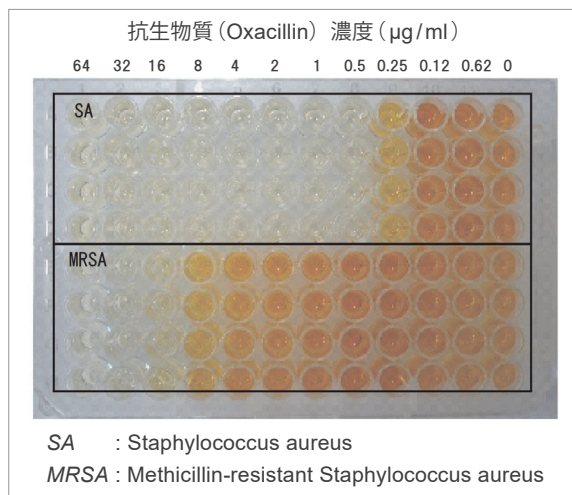 抗生物質(Oxacillin) 濃度(μg/ml)
64 32 16 8 4 2 1 0.5 0.25 0.12 0.62 0
SA
MRSA
SA : Staphylococcus aureus
MRSA : Methicillin-resistant Staphylococcus aureus